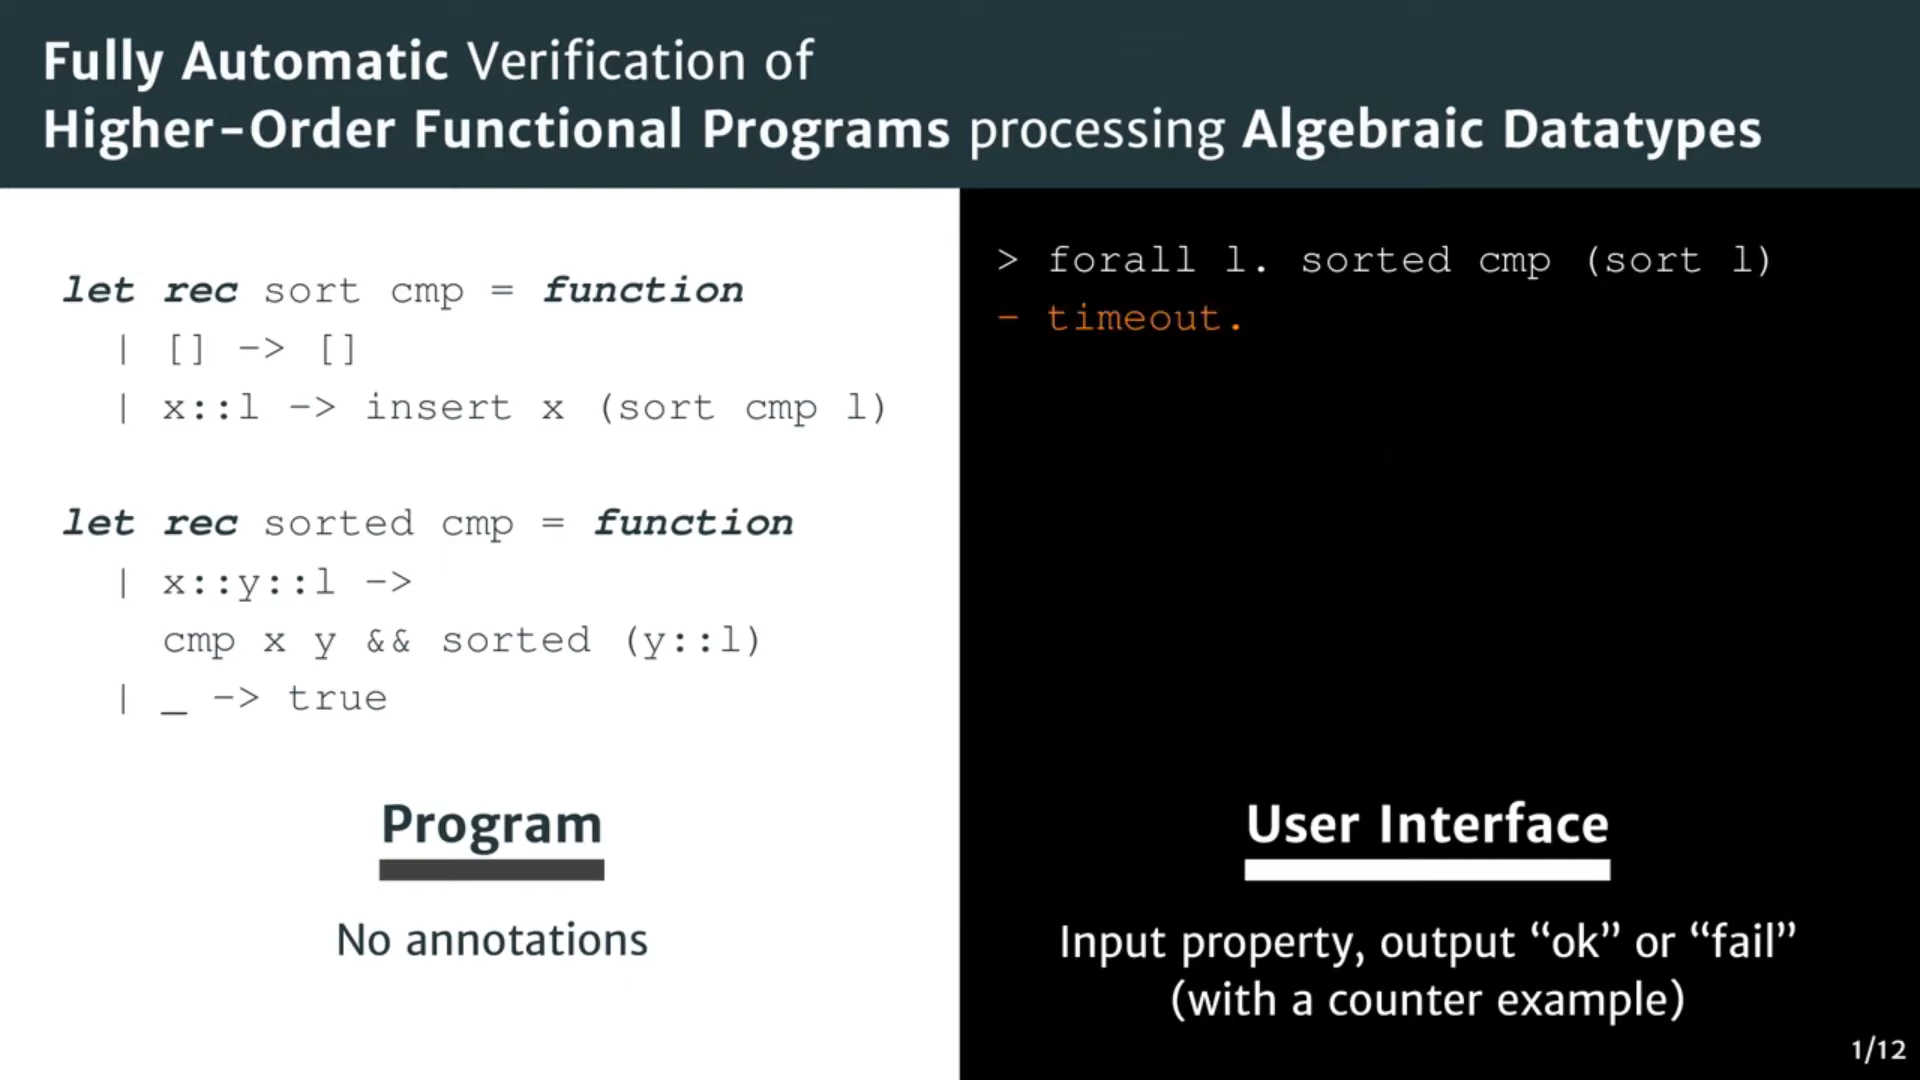 Fully Automatic Verification of
Higher-Order Functional Programs processing Algebraic Datatypes
let rec sort cmp = function
| [] -> []
| x::l -> insert x (sort cmp l)
let rec sorted cmp = function
| x::y::l ->
cmp x y && sorted (y::l)
| _ -> true
Program
No annotations
> forall l. sorted cmp (sort l)
- timeout.
User Interface
Input property, output “ok” or “fail”
(with a counter example)
1/12